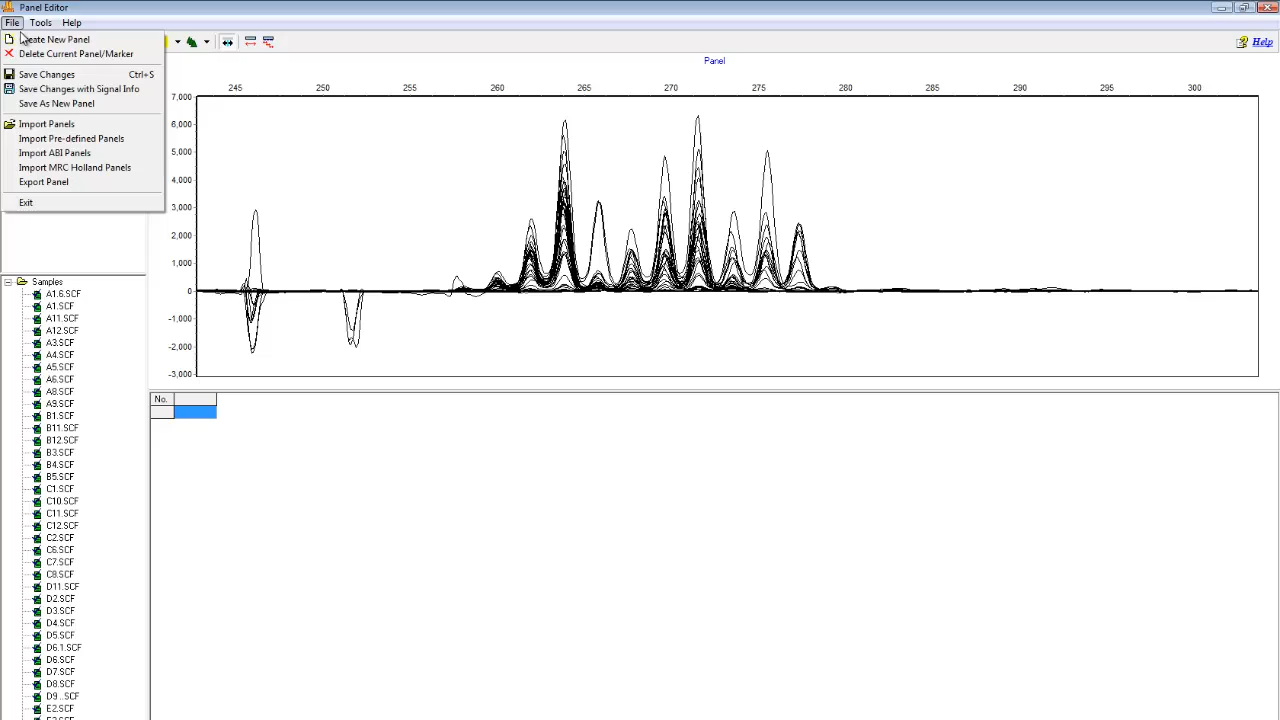 Panel Editor
File Tools Help
Create New Panel
Delete Current Panel/Marker
Save Changes Ctrl+S
Save Changes with Signal Info
Save As New Panel
Import Panels
Import Pre-defined Panels
Import ABI Panels
Import MRC Holland Panels
Export Panel
Exit
Help
Panel
245 250 255 260 265 270 275 280 285 290 295 300
7,000
6,000
5,000
4,000
3,000
2,000
1,000
0
-1,000
-2,000
-3,000
No.
Samples
A1.6.SCF
A1.SCF
A11.SCF
A12.SCF
A3.SCF
A4.SCF
A5.SCF
A6.SCF
A8.SCF
A9.SCF
B1.SCF
B11.SCF
B12.SCF
B3.SCF
B4.SCF
B5.SCF
C1.SCF
C10.SCF
C11.SCF
C12.SCF
C2.SCF
C6.SCF
C7.SCF
C8.SCF
D11.SCF
D2.SCF
D3.SCF
D4.SCF
D5.SCF
D6.1.SCF
D6.SCF
D7.SCF
D8.SCF
D9 ..SCF
E2.SCF